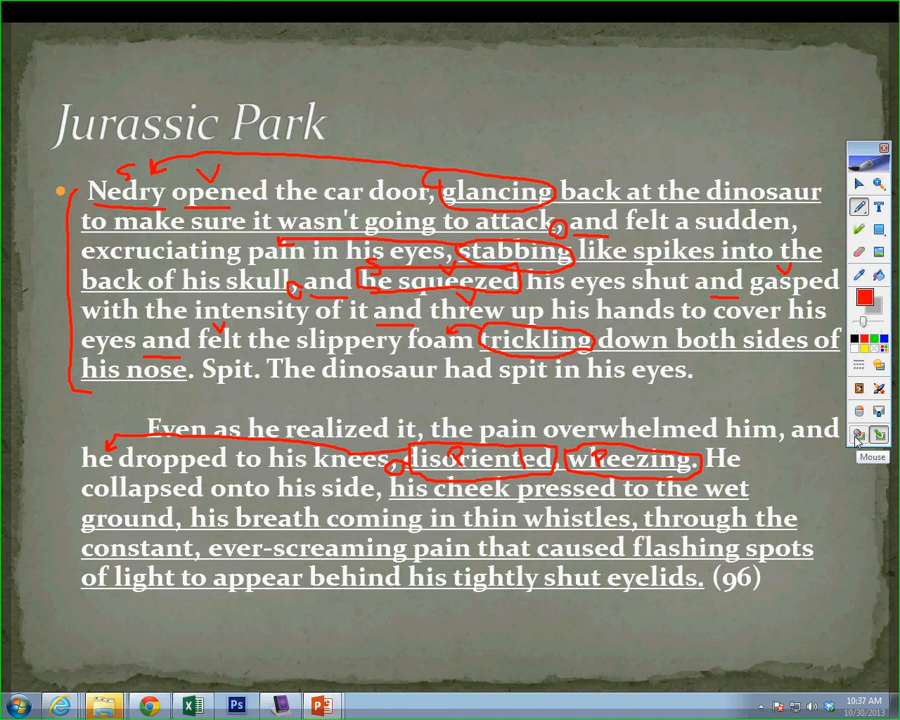 Jurassic Park
S V
Nedry opened the car door, glancing back at the dinosaur
to make sure it wasn't going to attack, and felt a sudden,
excruciating pain in his eyes, stabbing like spikes into the
S V V
back of his skull, and he squeezed his eyes shut and gasped
V
with the intensity of it and threw up his hands to cover his
V
eyes and felt the slippery foam trickling down both sides of
his nose. Spit. The dinosaur had spit in his eyes.
Even as he realized it, the pain overwhelmed him, and
P P
he dropped to his knees, disoriented, wheezing. He
collapsed onto his side, his cheek pressed to the wet
ground, his breath coming in thin whistles, through the
constant, ever-screaming pain that caused flashing spots
of light to appear behind his tightly shut eyelids. (96)
T
Mouse
Ps
10:37 AM
10/30/2013